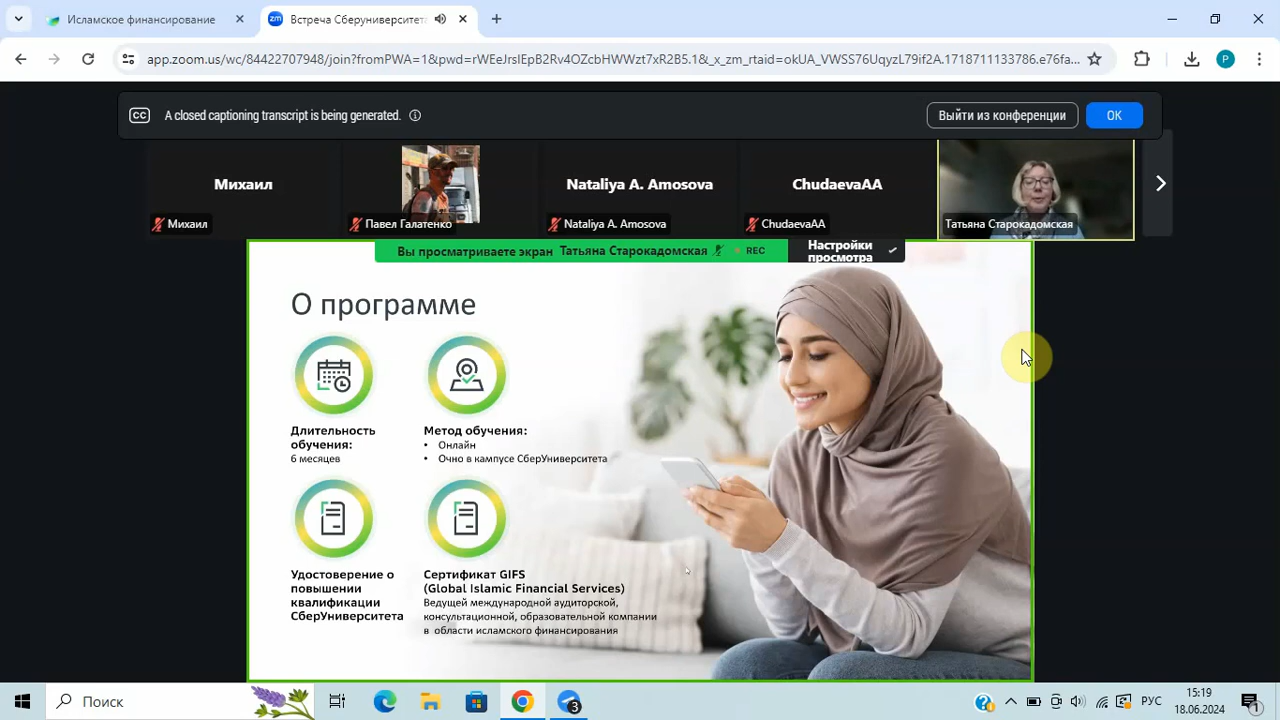 Исламское финансирование
Встреча Сберуниверситета
app.zoom.us/wc/84422707948/join?fromPWA=1&pwd=rWEeJrsIEpB2Rv4OZcbHWWzt7xR2B5.1&_x_zm_rtaid=okUA_VWSS76UqyzL79if2A.1718711133786.e76fa...
P
CC A closed captioning transcript is being generated.
Выйти из конференции
OK
Михаил
Nataliya A. Amosova
ChudaevaAA
Михаил
Павел Галатенко
Nataliya A. Amosova
ChudaevaAA
Татьяна Старокадомская
Вы просматриваете экран Татьяна Старокадомская
REC
Настройки
просмотра
О программе
Длительность
обучения:
6 месяцев
Метод обучения:
• Онлайн
• Очно в кампусе СберУниверситета
Удостоверение о
повышении
квалификации
СберУниверситета
Сертификат GIFS
(Global Islamic Financial Services)
Ведущей международной аудиторской,
консультационной, образовательной компании
в области исламского финансирования
Поиск
3
РУС
15:19
18.06.2024
1